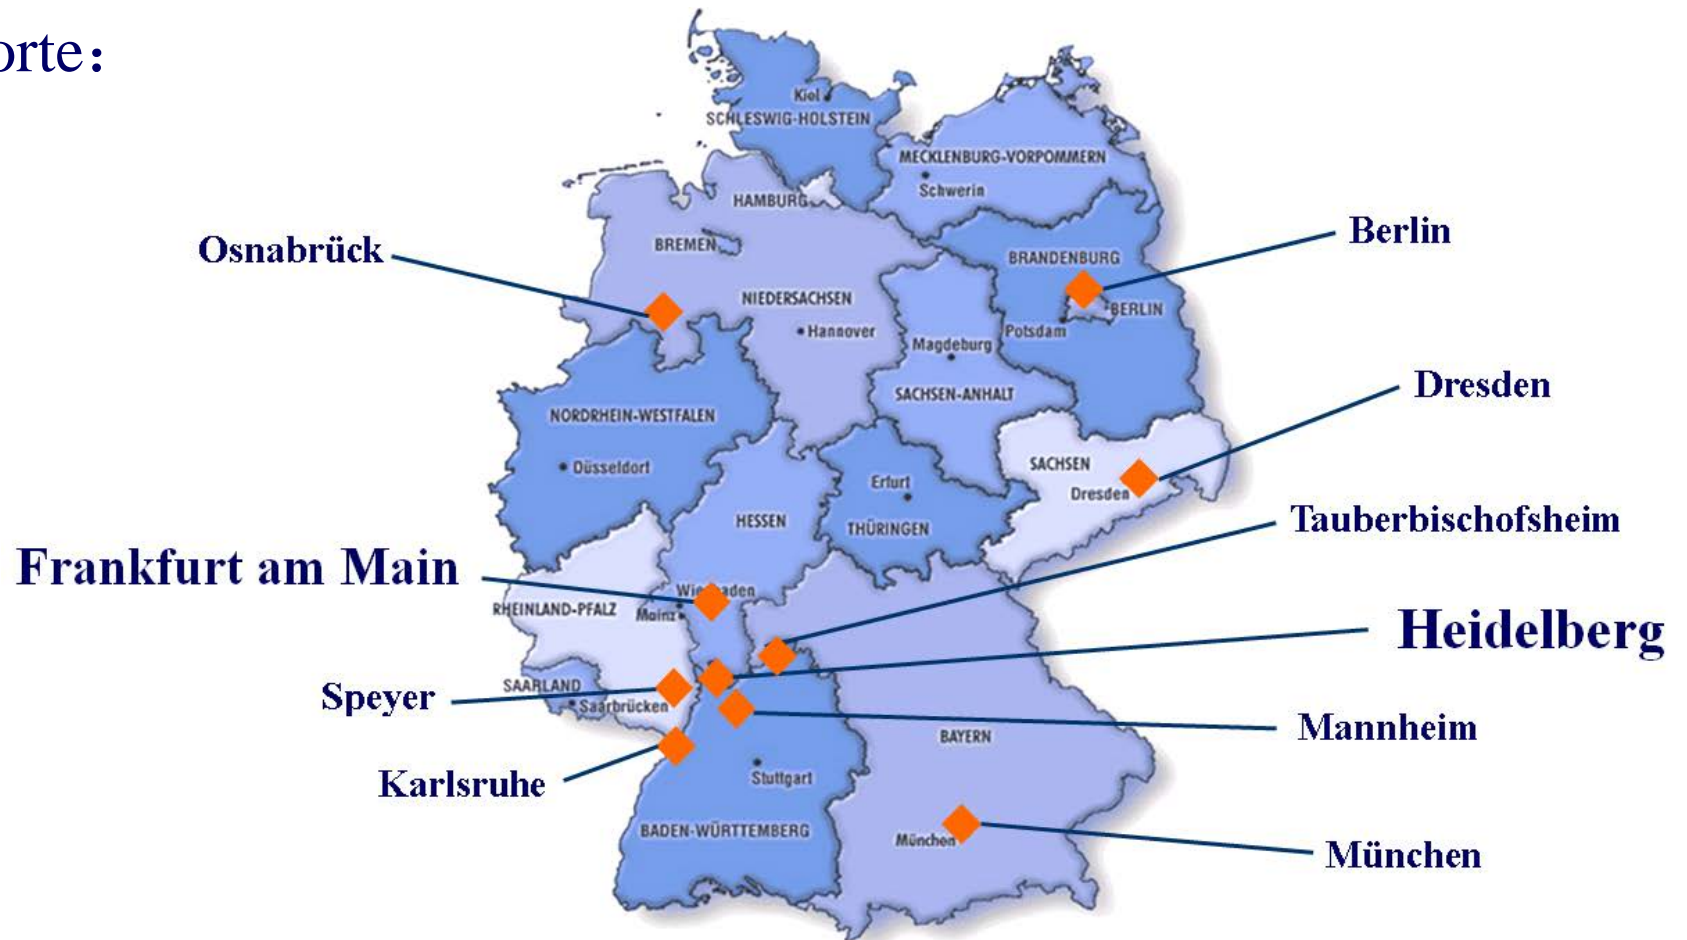 orte:
Kiel
SCHLESWIG-HOLSTEIN
MECKLENBURG-VORPOMMERN
Schwerin
HAMBURG
BREMEN
Osnabrück
Berlin
BRANDENBURG
NIEDERSACHSEN
BERLIN
Hannover
Potsdam
Magdeburg
Dresden
SACHSEN-ANHALT
NORDRHEIN-WESTFALEN
Düsseldorf
SACHSEN
Erfurt
Dresden
HESSEN
THÜRINGEN
Tauberbischofsheim
Frankfurt am Main
RHEINLAND-PFALZ
Mainz
Heidelberg
SAARLAND
Speyer
Saarbrücken
Mannheim
BAYERN
Karlsruhe
Stuttgart
BADEN-WÜRTTEMBERG
München
München